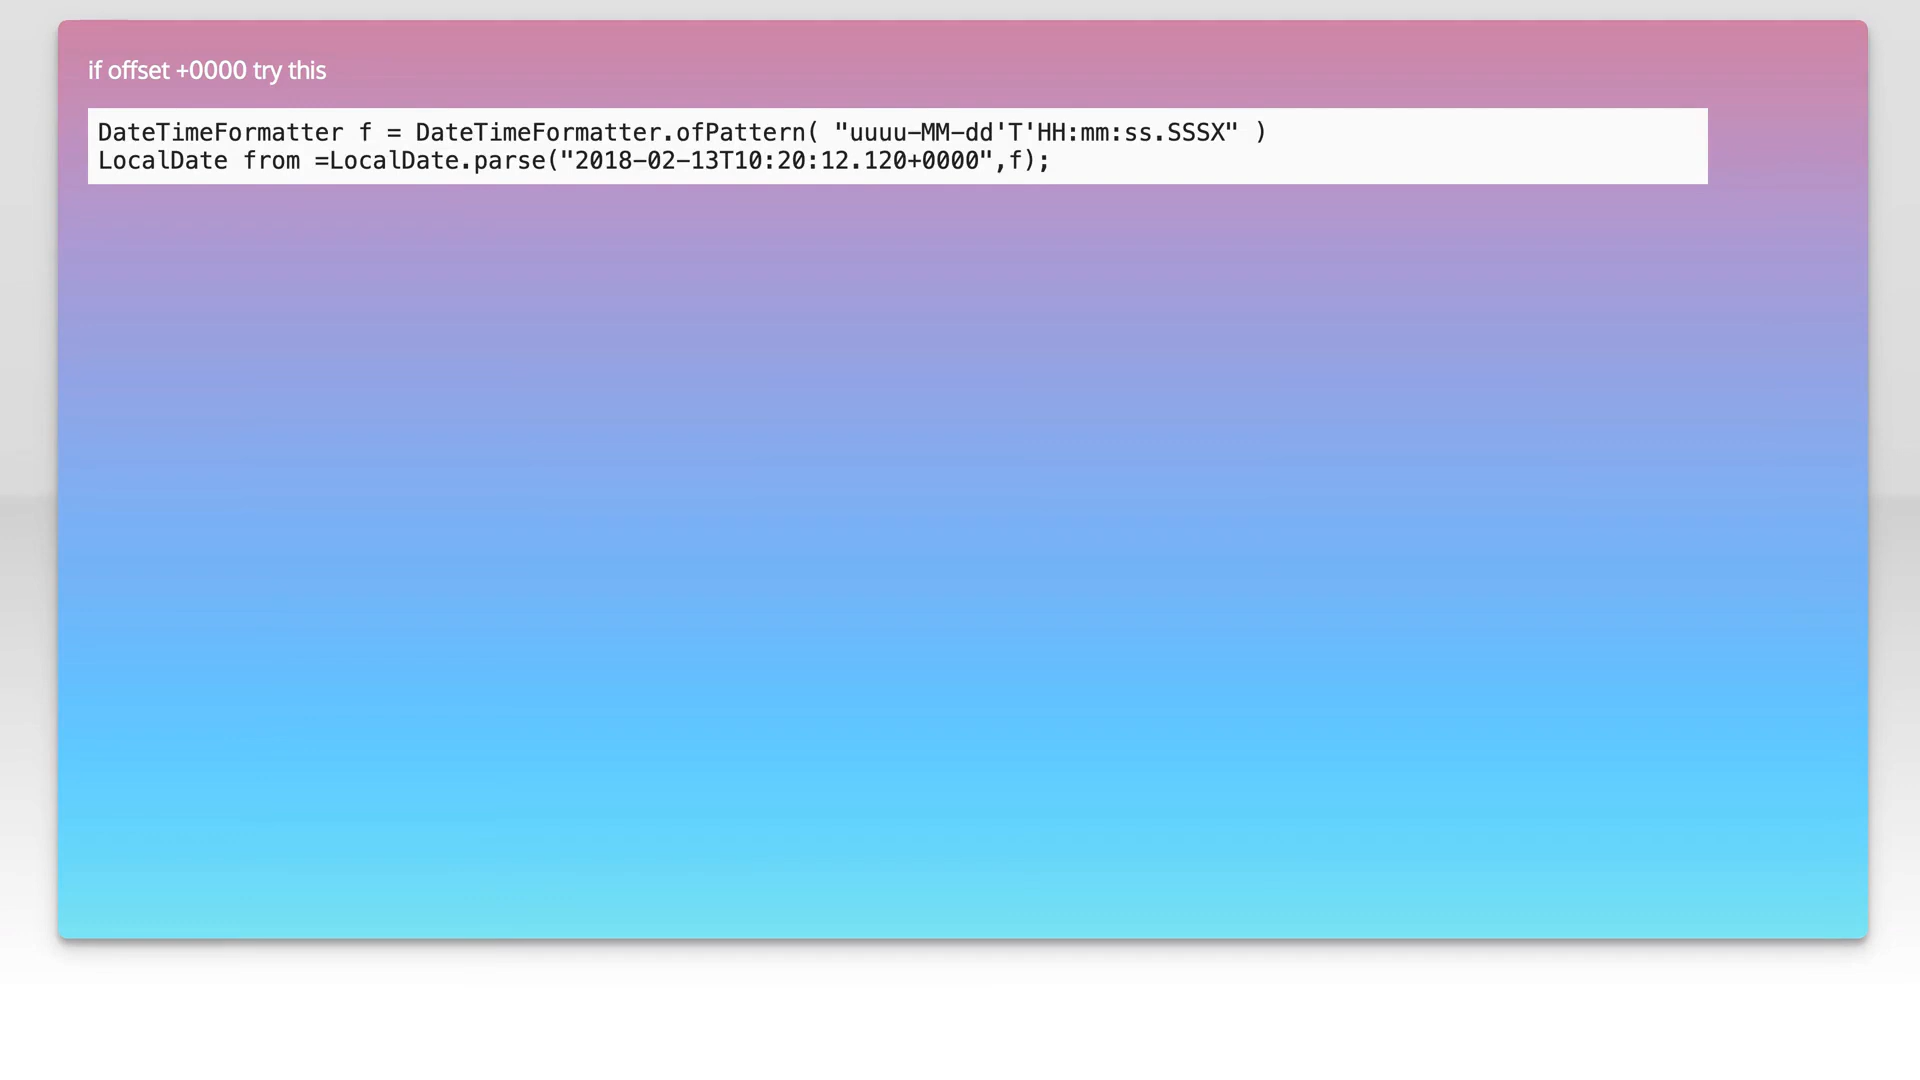 if offset +0000 try this
DateTimeFormatter f = DateTimeFormatter.ofPattern( "uuuu-MM-dd'T'HH:mm:ss.SSSX" )
LocalDate from =LocalDate.parse("2018-02-13T10:20:12.120+0000",f);